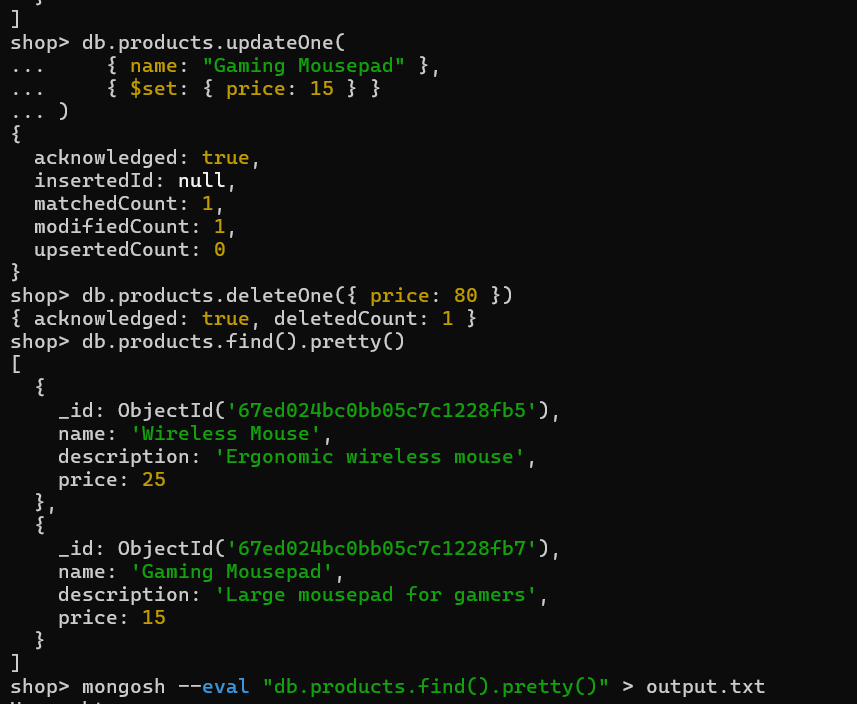 ]
shop> db.products.updateOne(
...     { name: "Gaming Mousepad" },
...     { $set: { price: 15 } }
... )
{
  acknowledged: true,
  insertedId: null,
  matchedCount: 1,
  modifiedCount: 1,
  upsertedCount: 0
}
shop> db.products.deleteOne({ price: 80 })
{ acknowledged: true, deletedCount: 1 }
shop> db.products.find().pretty()
[
  {
    _id: ObjectId('67ed024bc0bb05c7c1228fb5'),
    name: 'Wireless Mouse',
    description: 'Ergonomic wireless mouse',
    price: 25
  },
  {
    _id: ObjectId('67ed024bc0bb05c7c1228fb7'),
    name: 'Gaming Mousepad',
    description: 'Large mousepad for gamers',
    price: 15
  }
]
shop> mongosh --eval "db.products.find().pretty()" > output.txt